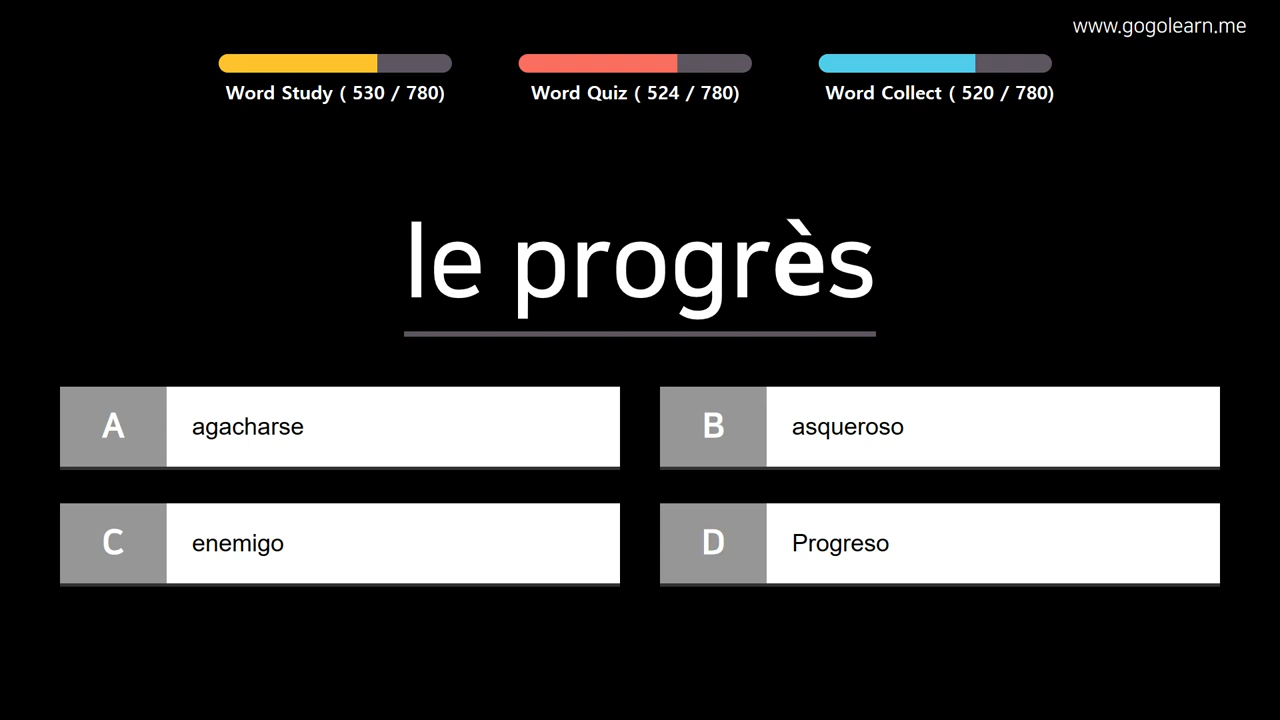 www.gogolearn.me
Word Study ( 530 / 780)
Word Quiz ( 524 / 780)
Word Collect ( 520 / 780)
le progrès
A agacharse
B asqueroso
C enemigo
D Progreso